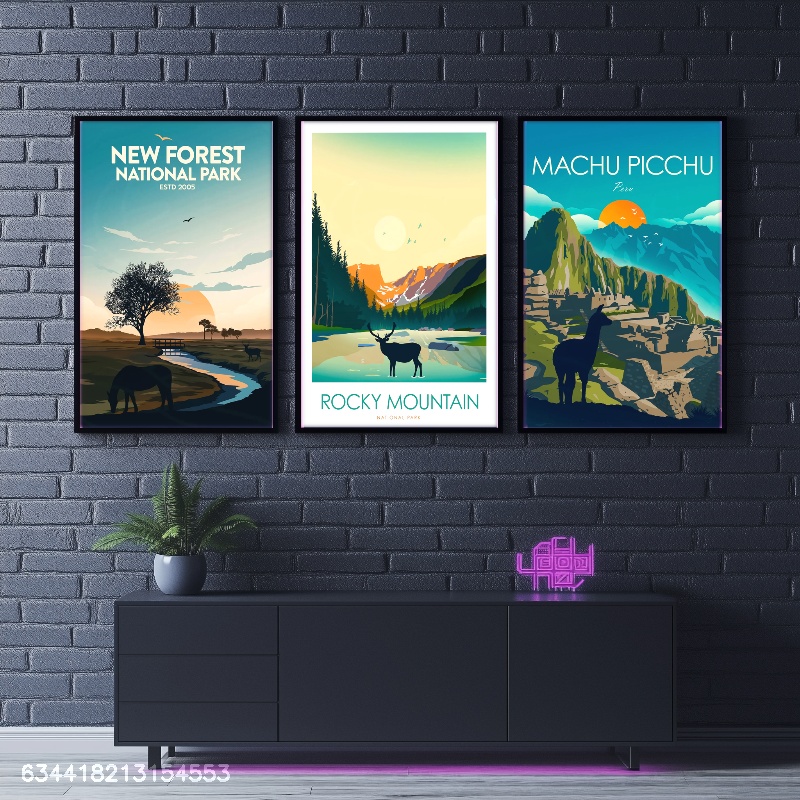 NEW FOREST
NATIONAL PARK
ESTD 2005
ROCKY MOUNTAIN
NATIONAL PARK
MACHU PICCHU
Peru
634418213154553